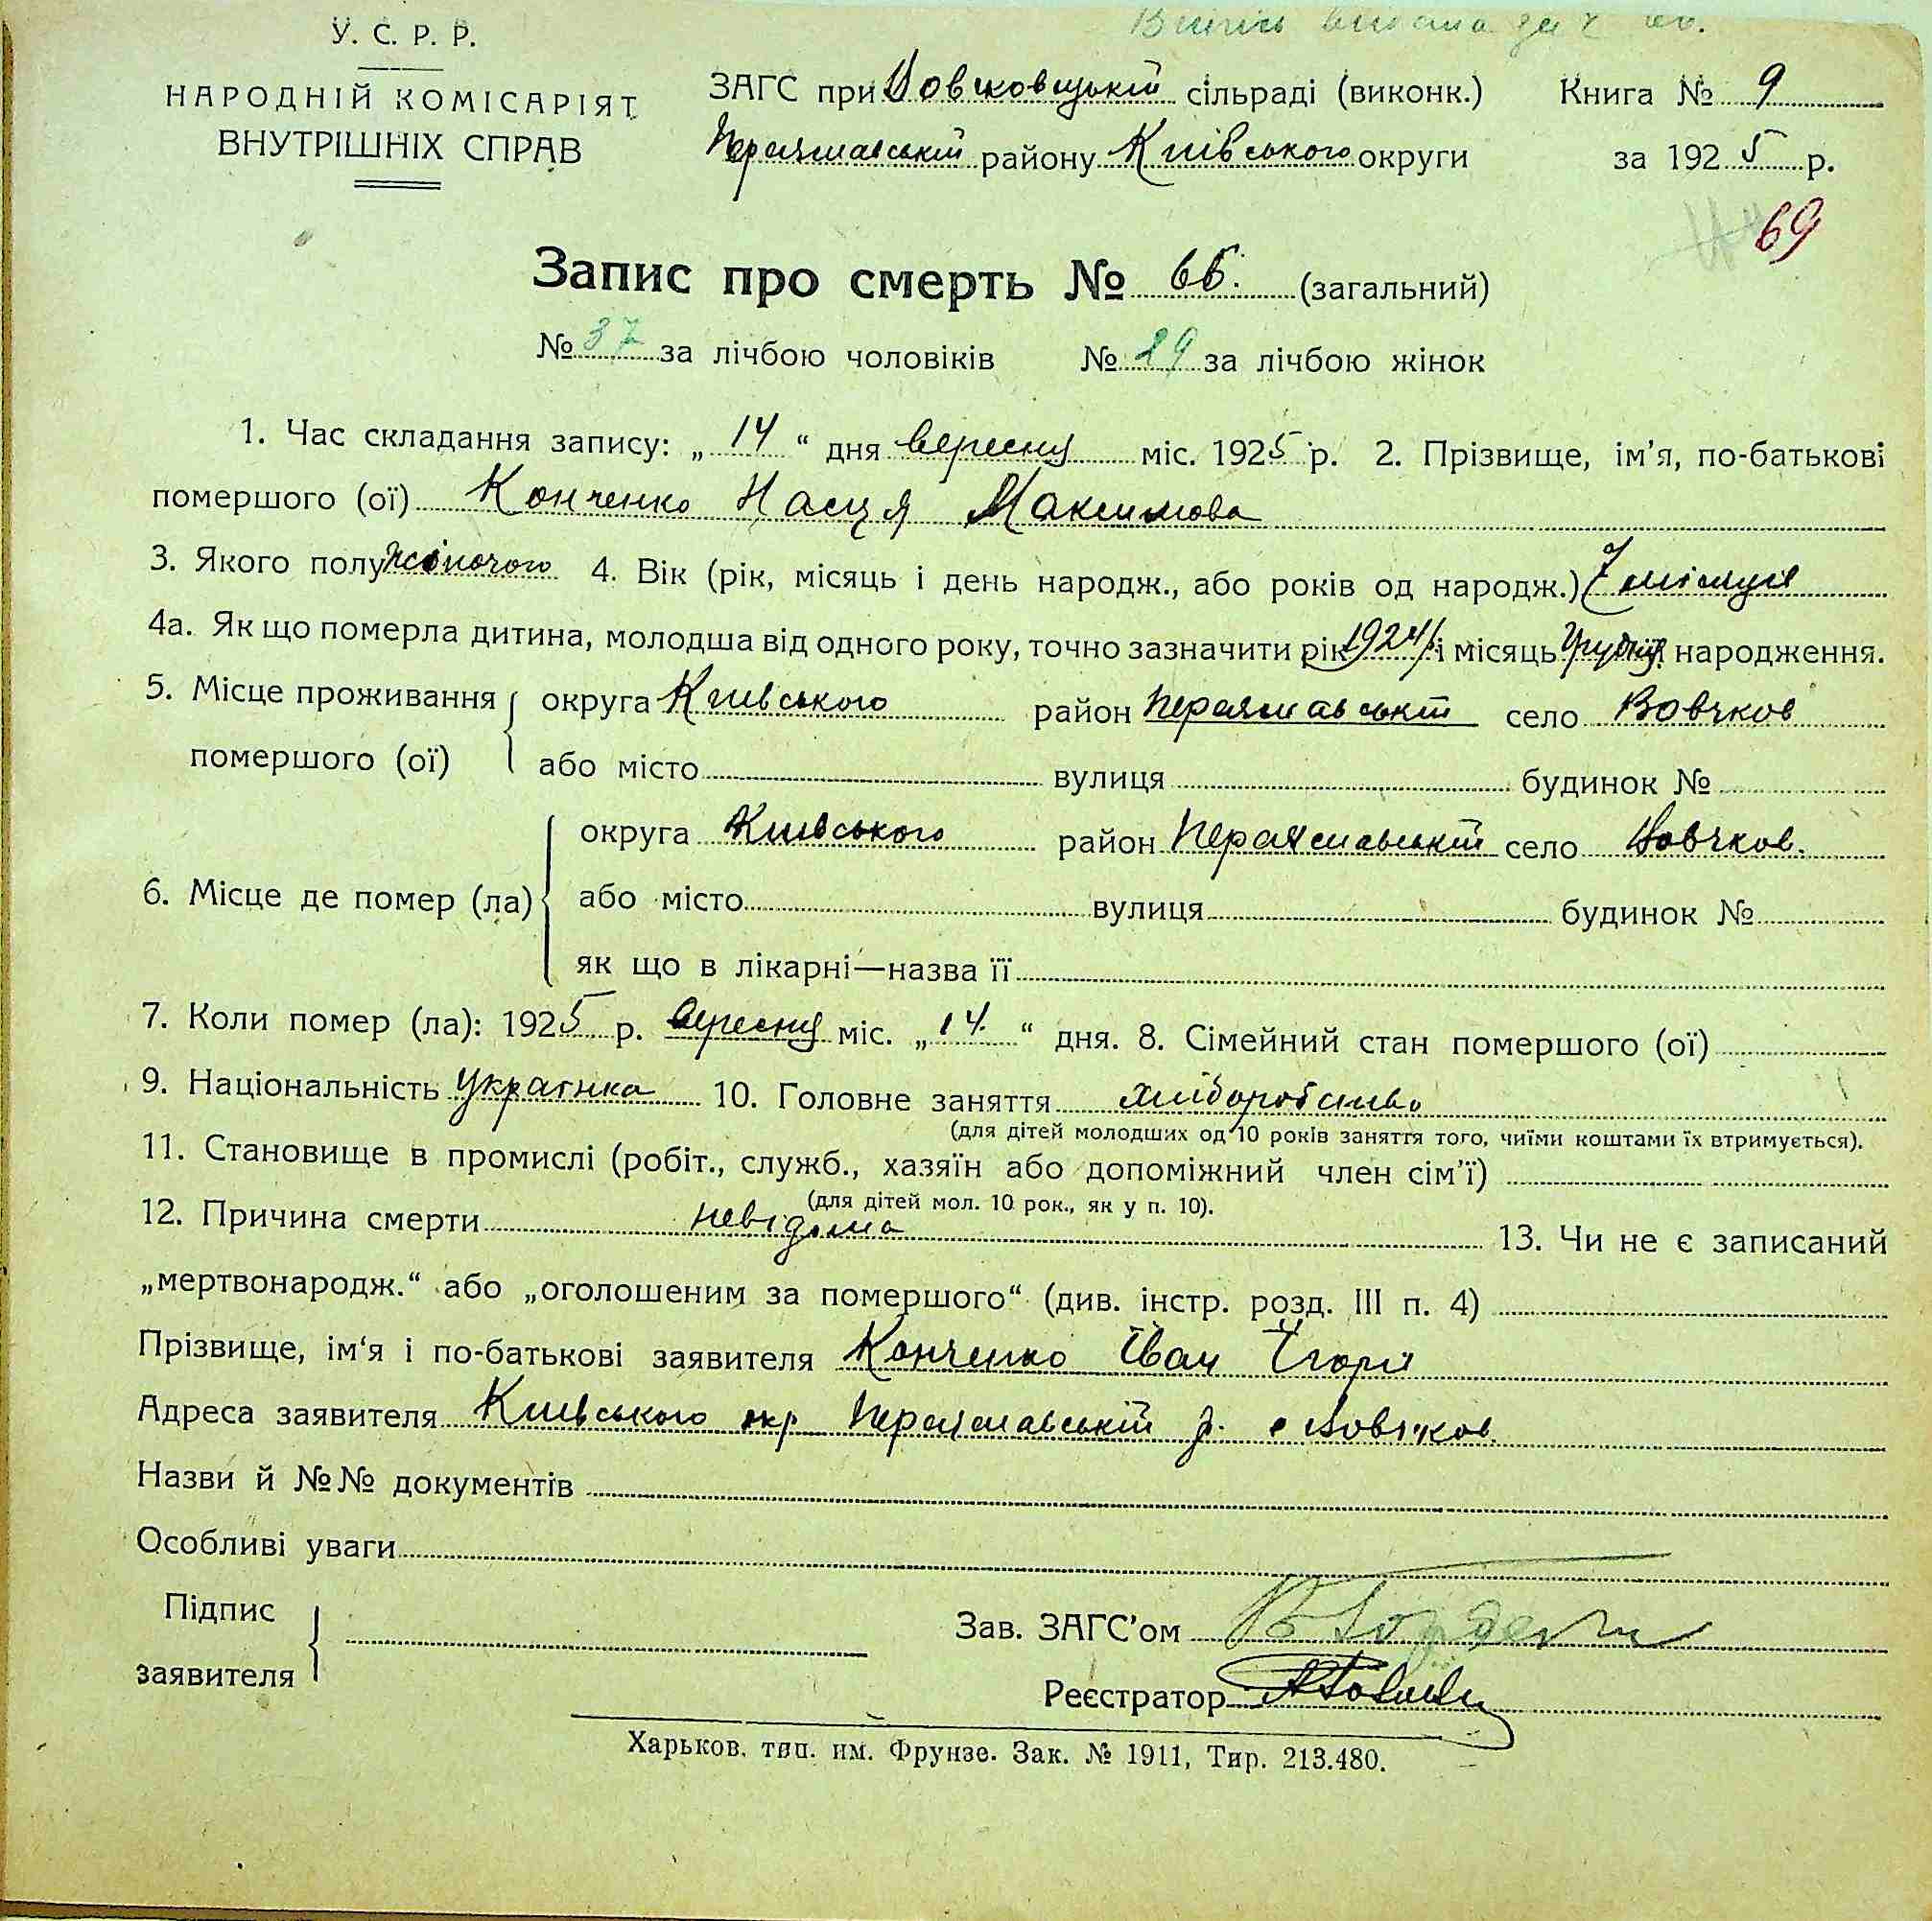 У. С. Р. Р.
НАРОДНІЙ КОМІСАРІЯТ
ВНУТРІШНІХ СПРАВ
ЗАГС при Вовчковицькій сільраді (виконк.)
Книга № 9
Переяславській району Київського округи
за 1925 р.
69
Запис про смерть № 66. (загальний)
№ 37 за лічбою чоловіків № 29 за лічбою жінок
1. Час складання запису: „ 14 “ дня вересня міс. 1925 р. 2. Прізвище, ім’я, по-батькові
помершого (ої) Конченко Насця Максимова
3. Якого полу жіночого 4. Вік (рік, місяць і день народж., або років од народж.) 7 місяців
4а. Як що померла дитина, молодша від одного року, точно зазначити рік 1924 і місяць Грудня народження.
5. Місце проживання помершого (ої) округа Київського район Переяславській село Вовчков
або місто вулиця будинок №
6. Місце де помер (ла) округа Київського район Переяславській село Вовчков.
або місто вулиця будинок №
як що в лікарні—назва її
7. Коли помер (ла): 1925 р. вересня міс. „ 14. “ дня. 8. Сімейний стан помершого (ої)
9. Національність Українка 10. Головне заняття хліборобство
(для дітей молодших од 10 років заняття того, чиїми коштами їх втримується).
11. Становище в промислі (робіт., служб., хазяїн або допоміжний член сім’ї)
(для дітей мол. 10 рок., як у п. 10).
12. Причина смерти невідома 13. Чи не є записаний
„мертвонародж.“ або „оголошеним за помершого“ (див. інстр. розд. III п. 4)
Прізвище, ім‘я і по-батькові заявителя Конченко Іван
Адреса заявителя Київського окр Переяславській р. с Вовчков
Назви й №№ документів
Особливі уваги
Підпис
заявителя
Зав. ЗАГС’ом
Реєстратор
Харьков. тип. им. Фрунзе. Зак. № 1911, Тир. 213.480.